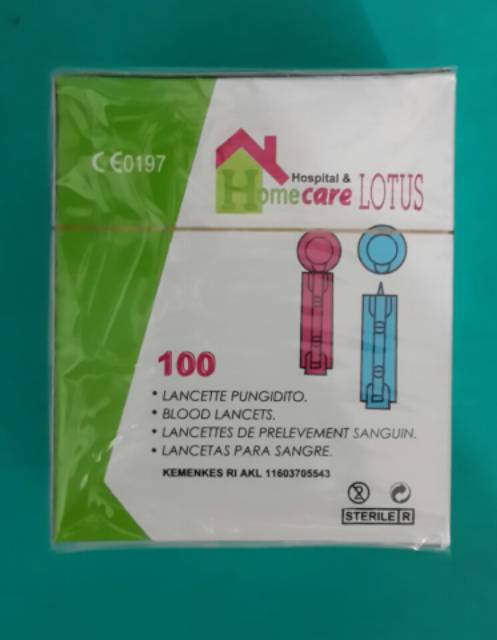 CE0197
Hospital &
Homecare LOTUS
100
• LANCETTE PUNGIDITO.
• BLOOD LANCETS.
• LANCETTES DE PRELEVEMENT SANGUIN.
• LANCETAS PARA SANGRE.
KEMENKES RI AKL 11603705543
STERILE R